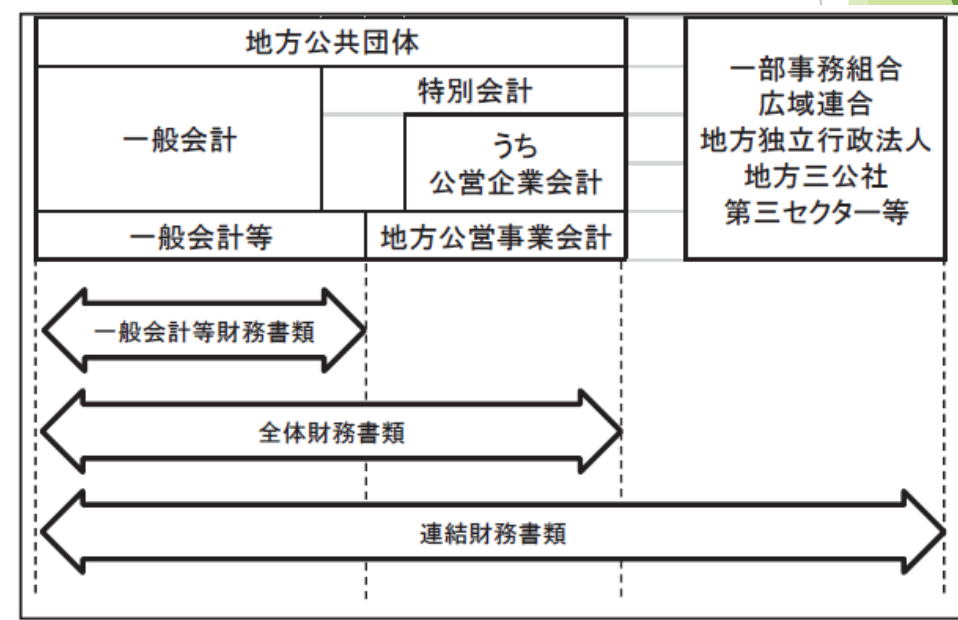 地方公共団体
一般会計
特別会計
うち
公営企業会計
一般会計等
地方公営事業会計
一部事務組合
広域連合
地方独立行政法人
地方三公社
第三セクター等
一般会計等財務書類
全体財務書類
連結財務書類